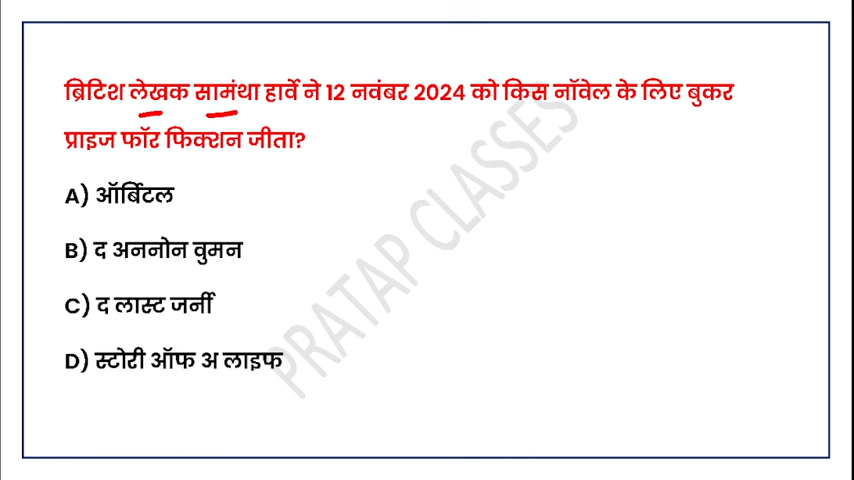 ब्रिटिश लेखक सामंथा हार्वे ने 12 नवंबर 2024 को किस नॉवेल के लिए बुकर
प्राइज फॉर फिक्शन जीता?
A) ऑर्बिटल
B) द अननोन वुमन
C) द लास्ट जर्नी
D) स्टोरी ऑफ अ लाइफ
PRATAP CLASSES